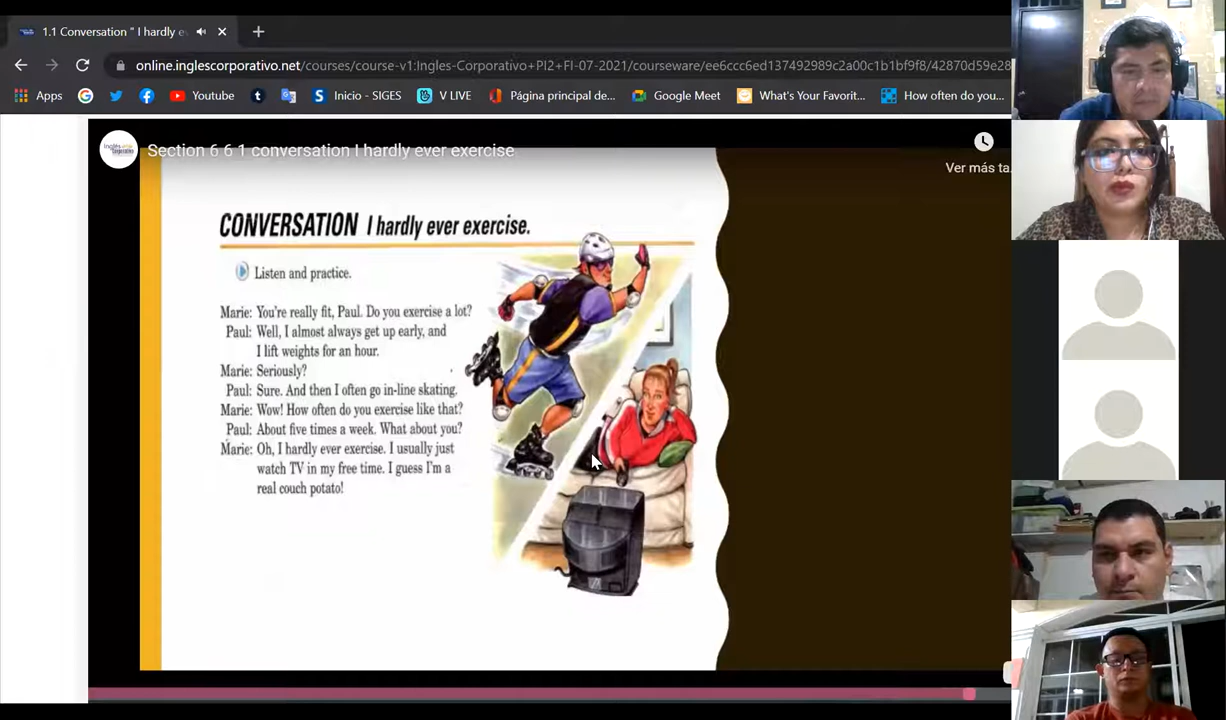 1.1 Conversation " I hardly e
online.inglescorporativo.net/courses/course-v1:Ingles-Corporativo+PI2+FI-07-2021/courseware/ee6ccc6ed137492989c2a00c1b1bf9f8/42870d59e28
Apps
Youtube
Inicio - SIGES
V LIVE
Página principal de...
Google Meet
What's Your Favorit...
How often do you...
Section 6 6 1 conversation I hardly ever exercise
Ver más ta
CONVERSATION I hardly ever exercise.
Listen and practice.
Marie: You're really fit, Paul. Do you exercise a lot?
Paul: Well, I almost always get up early, and
I lift weights for an hour.
Marie: Seriously?
Paul: Sure. And then I often go in-line skating.
Marie: Wow! How often do you exercise like that?
Paul: About five times a week. What about you?
Marie: Oh, I hardly ever exercise. I usually just
watch TV in my free time. I guess I'm a
real couch potato!